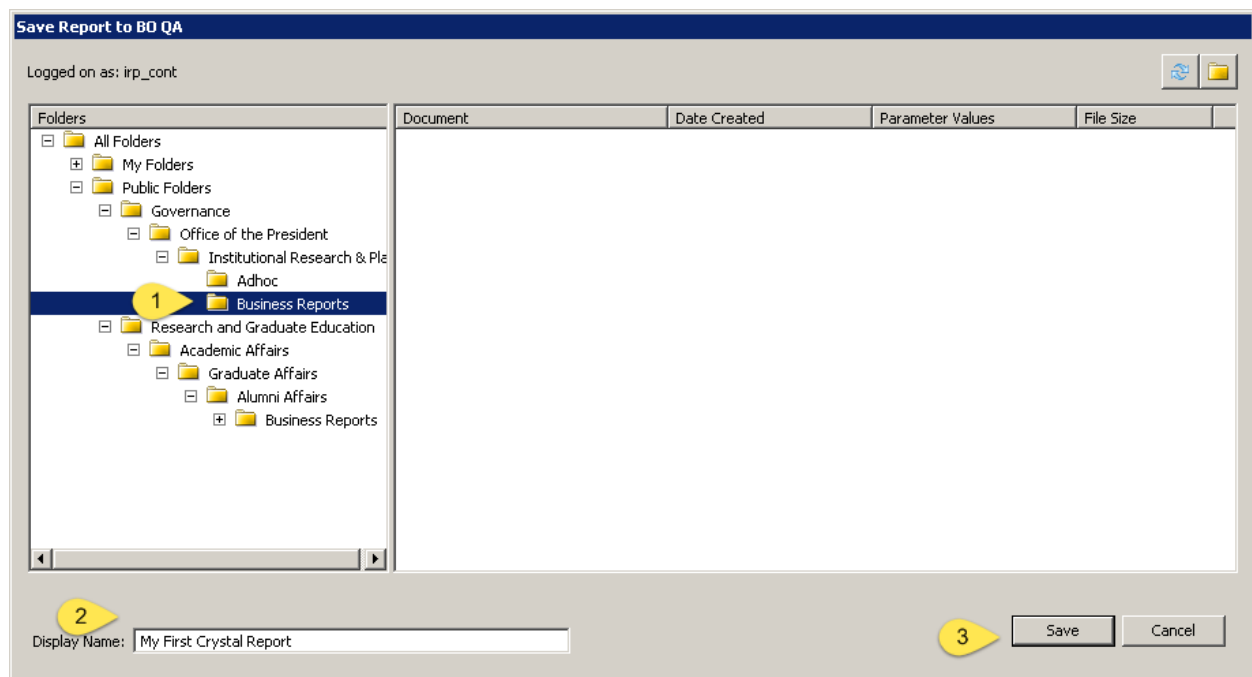 Save Report to BO QA
Logged on as: irp_cont
Folders
Document
Date Created
Parameter Values
File Size
All Folders
My Folders
Public Folders
Governance
Office of the President
Institutional Research & Pla
Adhoc
1
Business Reports
Research and Graduate Education
Academic Affairs
Graduate Affairs
Alumni Affairs
Business Reports
2
Display Name: My First Crystal Report
3
Save
Cancel